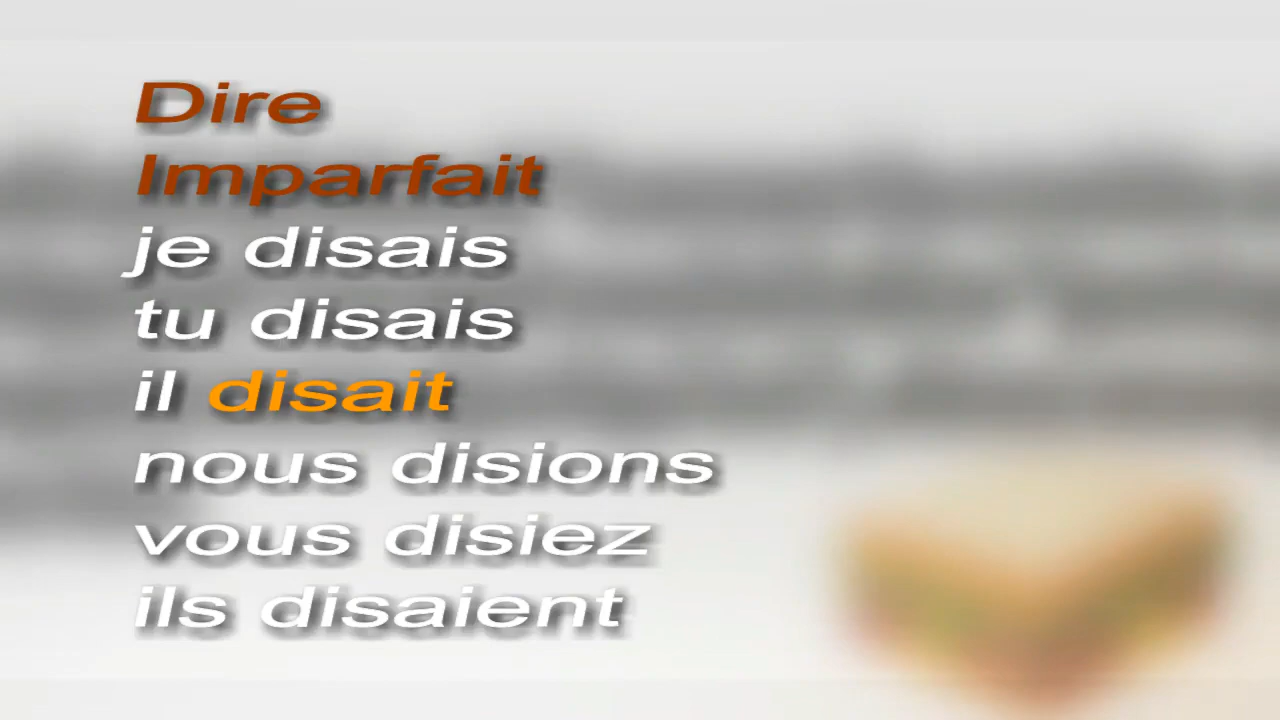 Dire
Imparfait
je disais
tu disais
il disait
nous disions
vous disiez
ils disaient